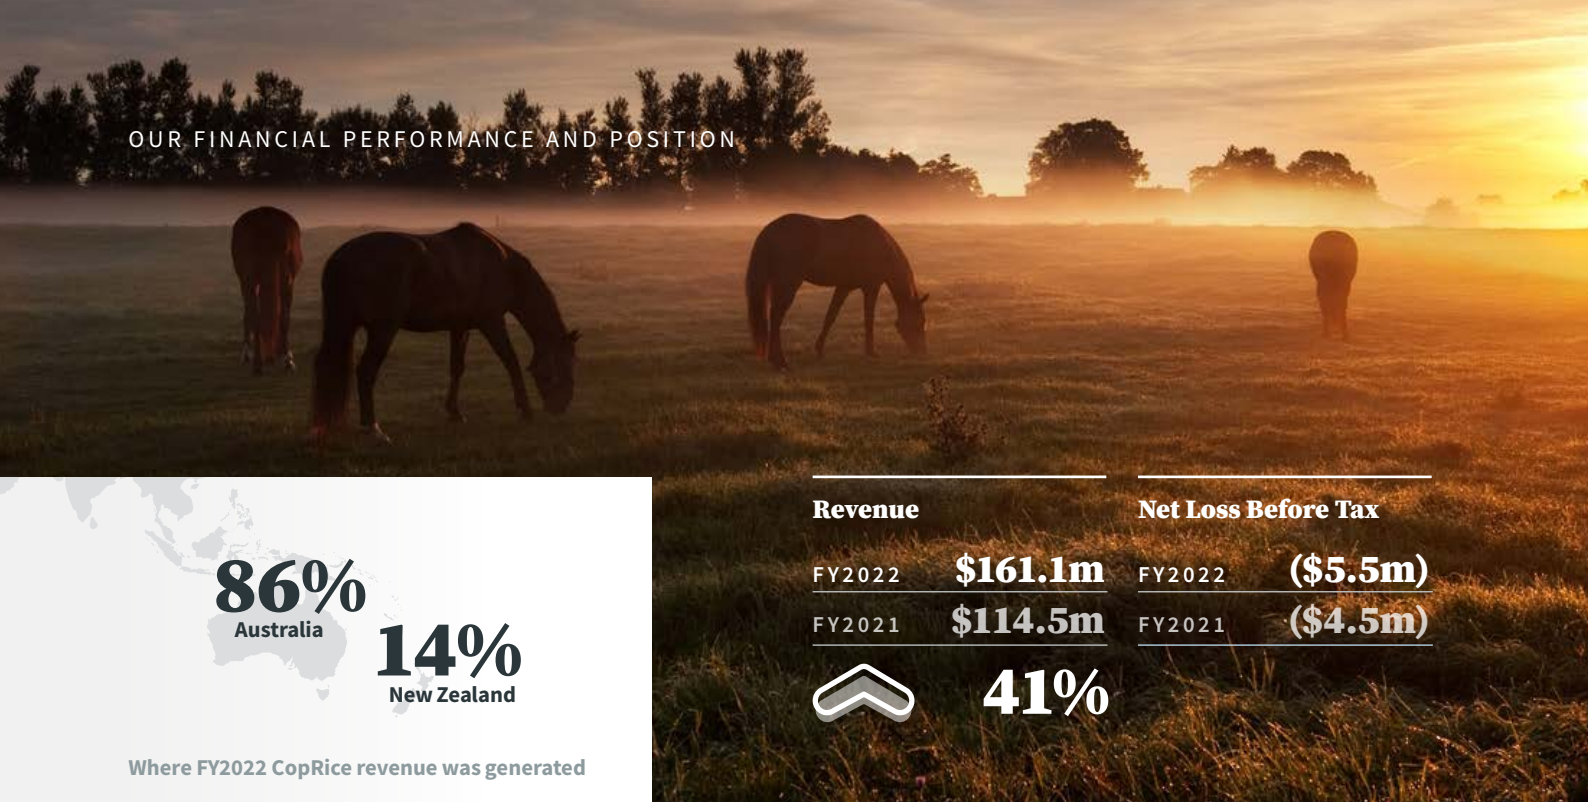 OUR FINANCIAL PERFORMANCE AND POSITION
86%
Australia
14%
New Zealand
Where FY2022 CopRice revenue was generated
Revenue
FY2022 $161.1m
FY2021 $114.5m
41%
Net Loss Before Tax
FY2022 ($5.5m)
FY2021 ($4.5m)